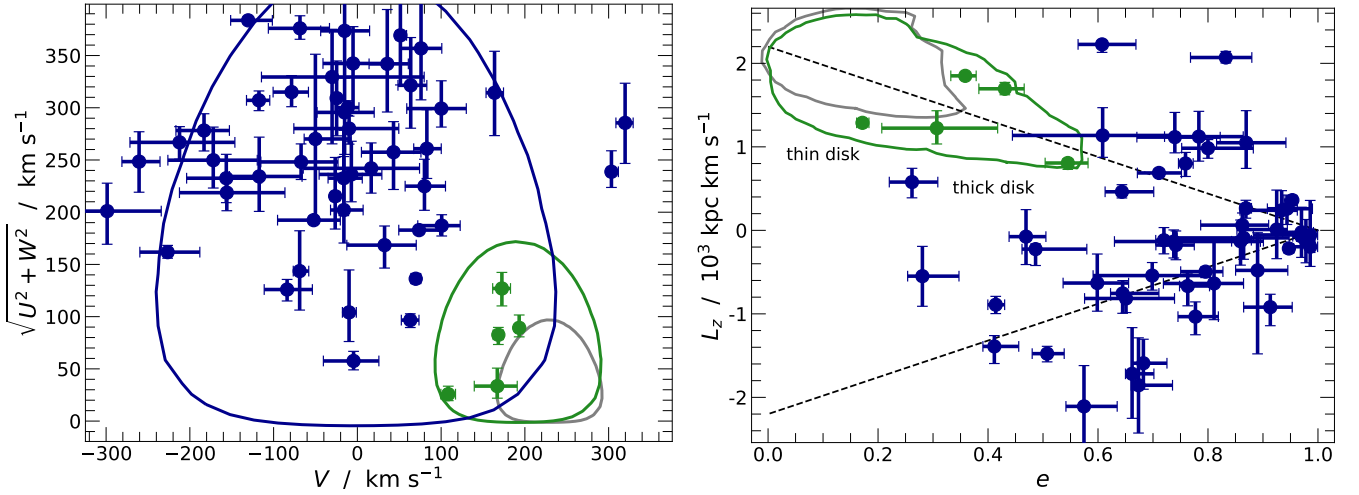 √U² + W² / km s⁻¹
350
300
250
200
150
100
50
0
−300 −200 −100 0 100 200 300
V / km s⁻¹
L_z / 10³ kpc km s⁻¹
2
1
0
-1
-2
thin disk
thick disk
0.0 0.2 0.4 0.6 0.8 1.0
e